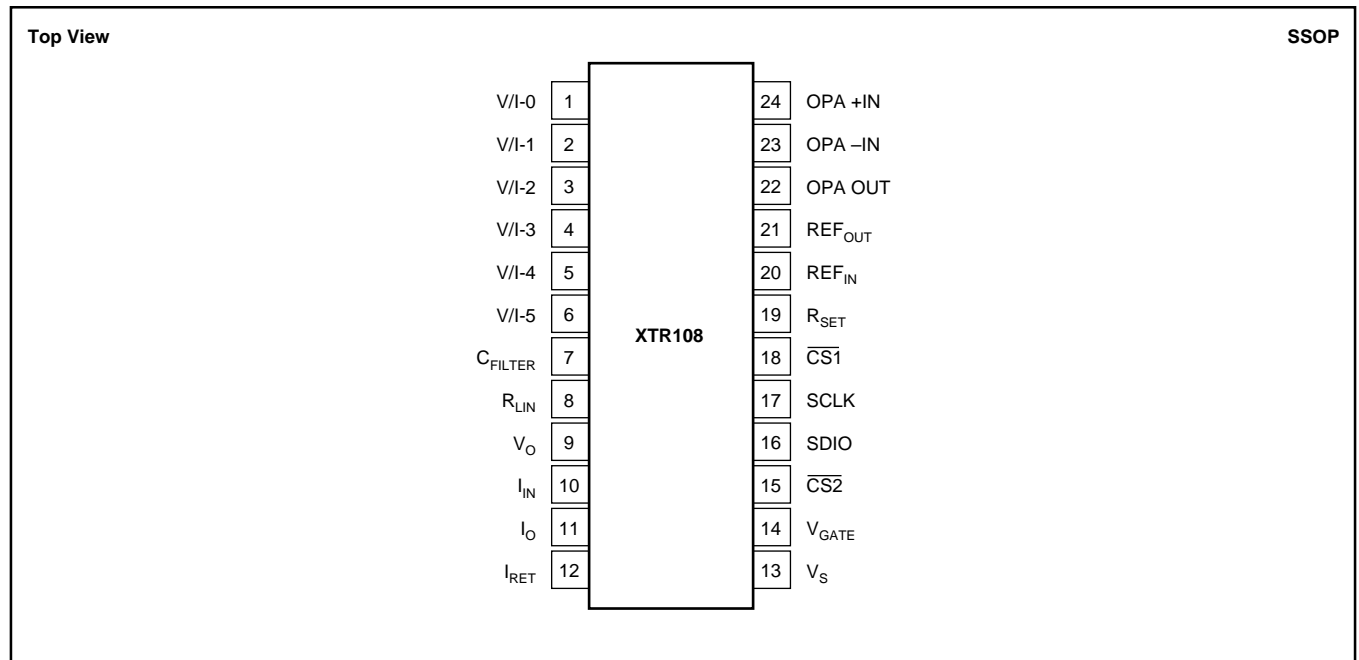 Top View
SSOP
V/I-0 1
V/I-1 2
V/I-2 3
V/I-3 4
V/I-4 5
V/I-5 6
C_FILTER 7
R_LIN 8
V_O 9
I_IN 10
I_O 11
I_RET 12
XTR108
24 OPA +IN
23 OPA –IN
22 OPA OUT
21 REF_OUT
20 REF_IN
19 R_SET
18 C̅S̅1̅
17 SCLK
16 SDIO
15 C̅S̅2̅
14 V_GATE
13 V_S